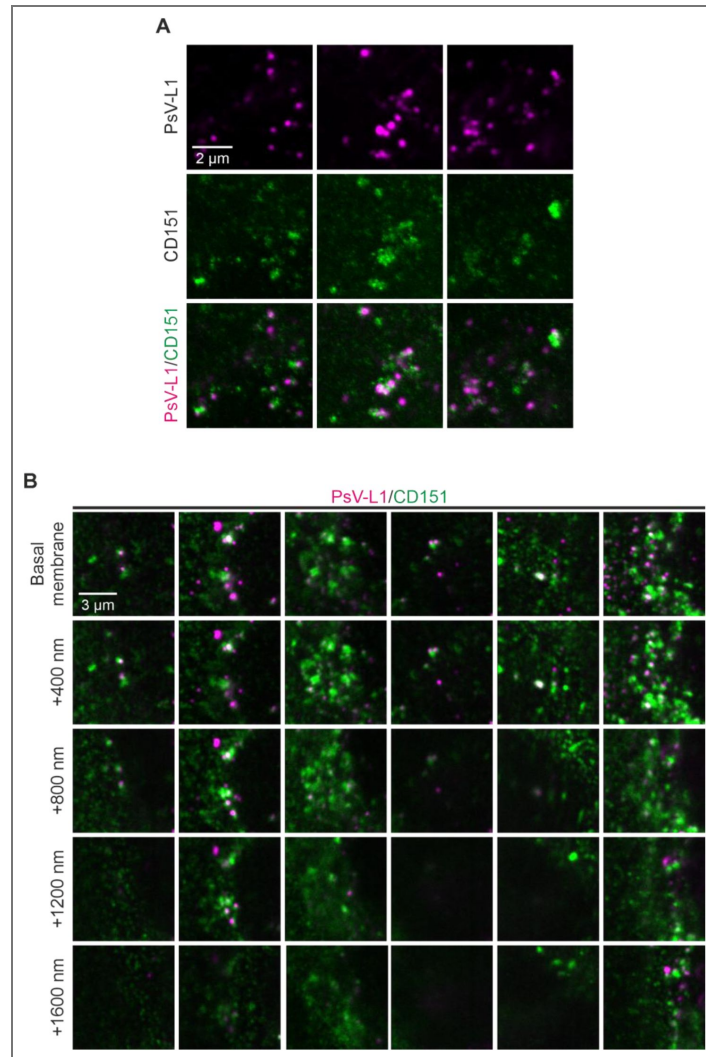 A
PsV-L1
2 µm
CD151
PsV-L1/CD151
B
PsV-L1/CD151
Basal
membrane
3 µm
+400 nm
+800 nm
+1200 nm
+1600 nm